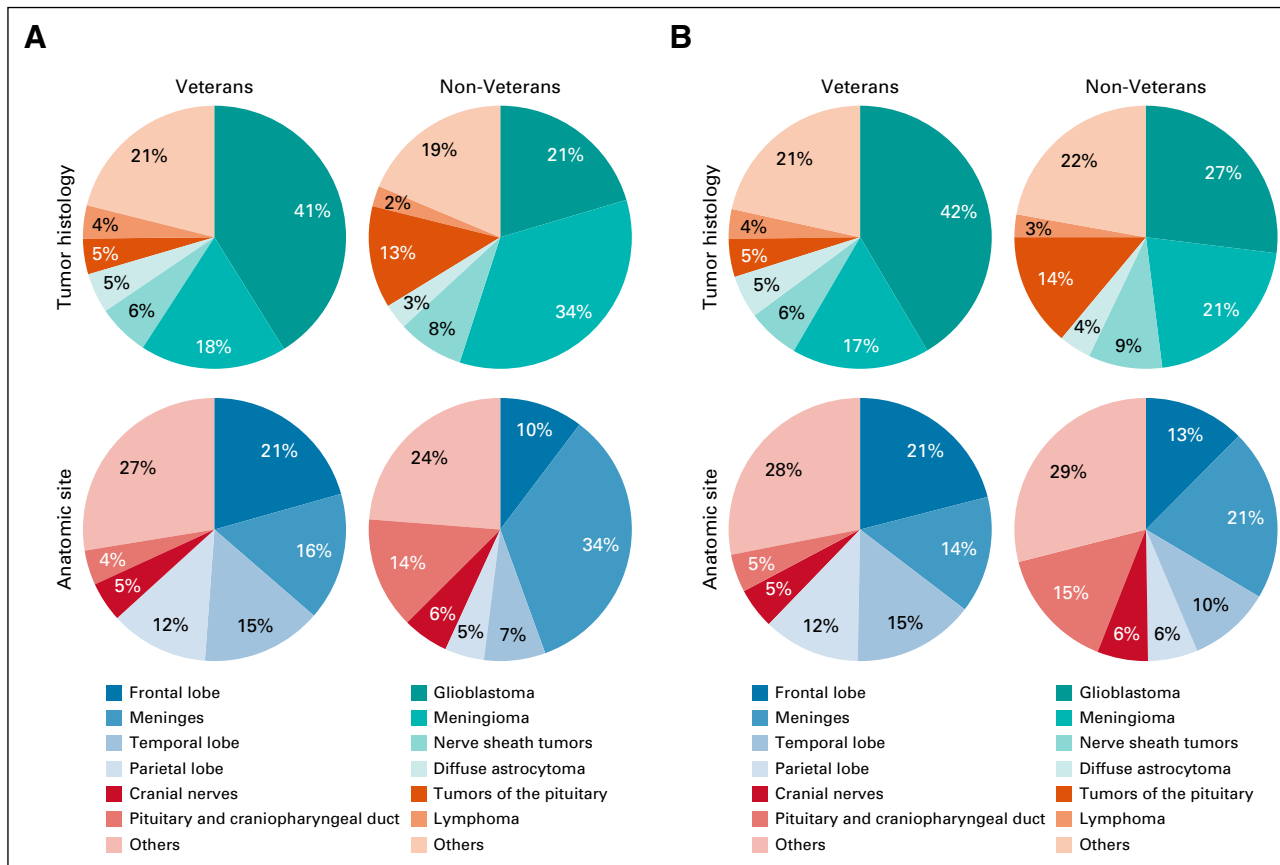 A
B
Veterans
Non-Veterans
Veterans
Non-Veterans
Tumor histology
41%
18%
6%
5%
5%
4%
21%
21%
34%
8%
3%
13%
2%
19%
Tumor histology
42%
17%
6%
5%
5%
4%
21%
27%
21%
9%
4%
14%
3%
22%
Anatomic site
21%
16%
15%
12%
5%
4%
27%
10%
34%
7%
5%
6%
14%
24%
Anatomic site
21%
14%
15%
12%
5%
5%
28%
13%
21%
10%
6%
6%
15%
29%
Frontal lobe
Meninges
Temporal lobe
Parietal lobe
Cranial nerves
Pituitary and craniopharyngeal duct
Others
Glioblastoma
Meningioma
Nerve sheath tumors
Diffuse astrocytoma
Tumors of the pituitary
Lymphoma
Others
Frontal lobe
Meninges
Temporal lobe
Parietal lobe
Cranial nerves
Pituitary and craniopharyngeal duct
Others
Glioblastoma
Meningioma
Nerve sheath tumors
Diffuse astrocytoma
Tumors of the pituitary
Lymphoma
Others